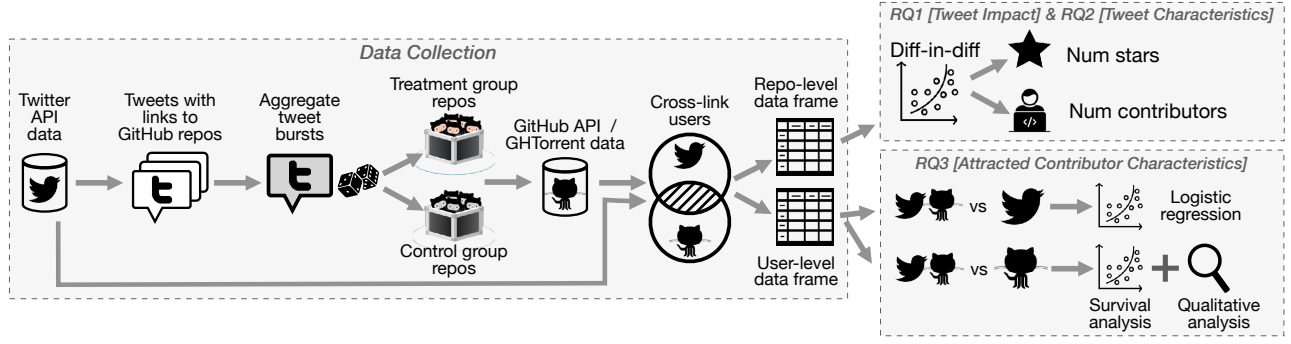 Data Collection
Twitter
API
data
Tweets with
links to
GitHub repos
Aggregate
tweet
bursts
Treatment group
repos
Control group
repos
GitHub API /
GHTorrent data
Cross-link
users
Repo-level
data frame
User-level
data frame
RQ1 [Tweet Impact] & RQ2 [Tweet Characteristics]
Diff-in-diff
Num stars
Num contributors
</>
RQ3 [Attracted Contributor Characteristics]
vs
Logistic
regression
vs
Survival
analysis
Qualitative
analysis